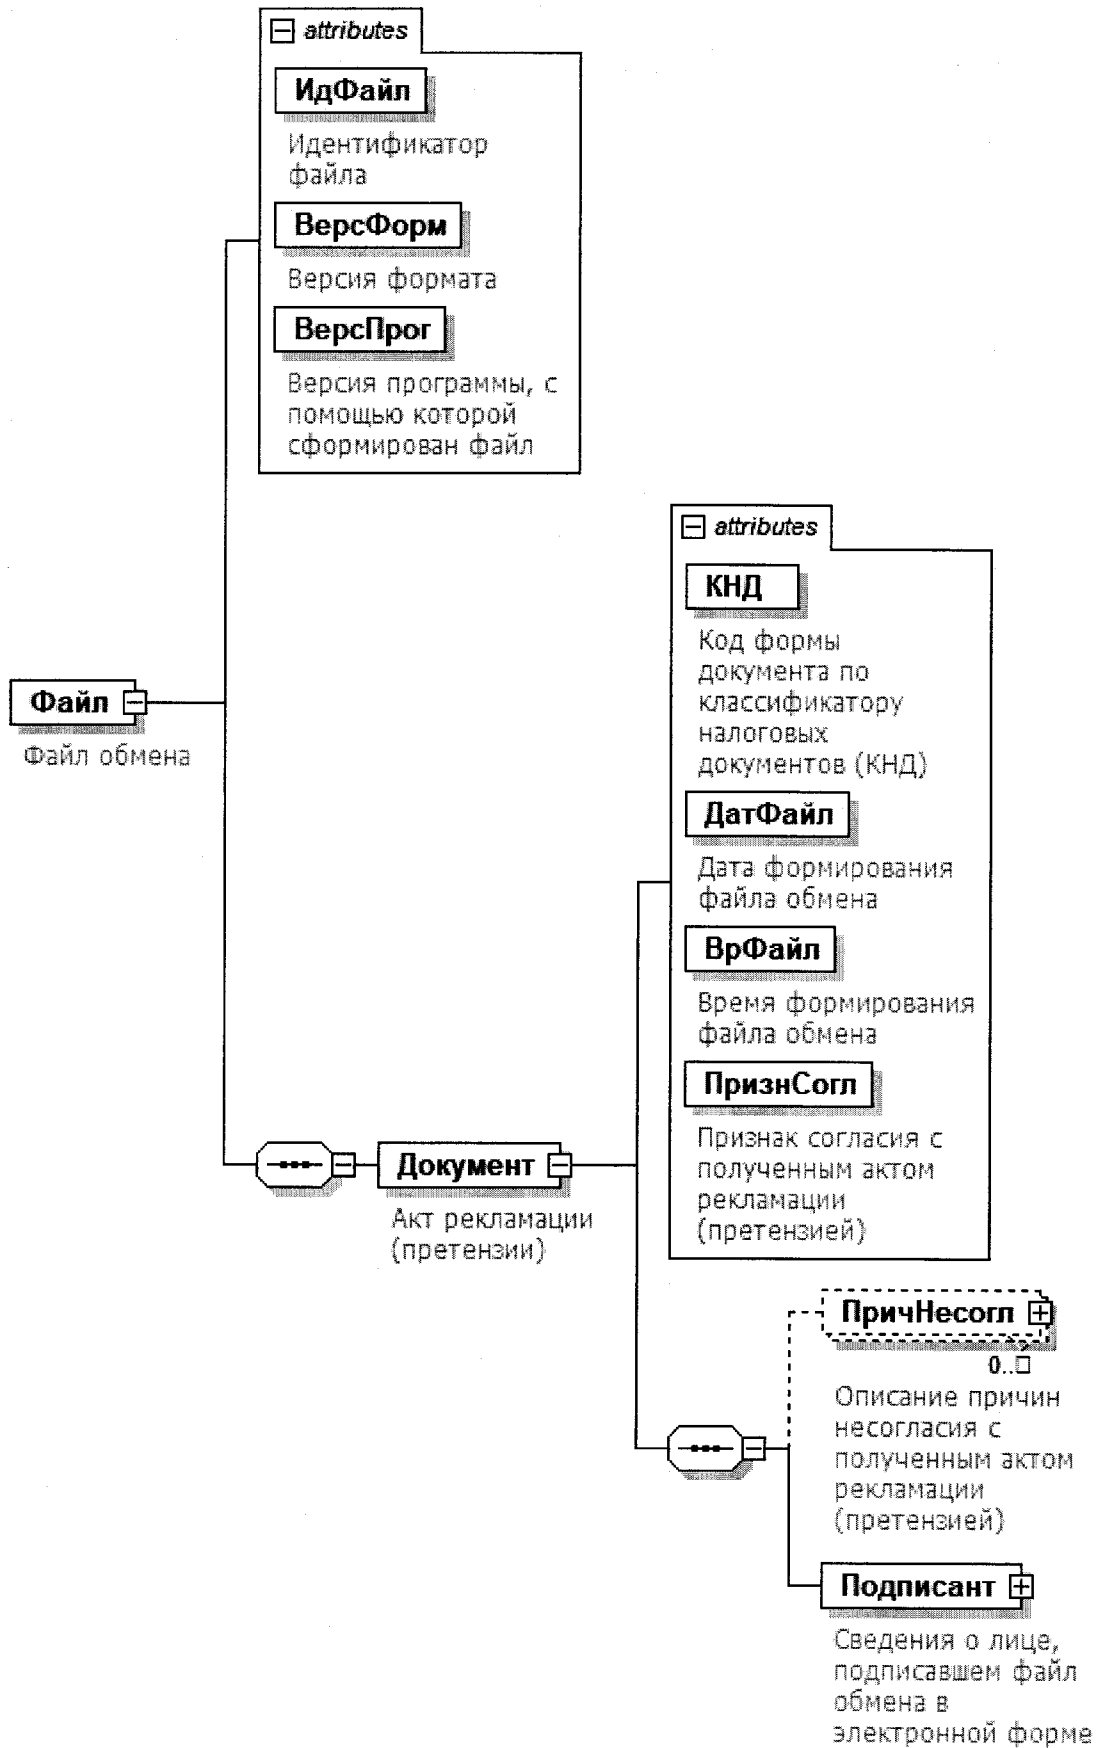 attributes
ИдФайл
Идентификатор
файла
ВерсФорм
Версия формата
ВерсПрог
Версия программы, с
помощью которой
сформирован файл
Файл
Файл обмена
attributes
КНД
Код формы
документа по
классификатору
налоговых
документов (КНД)
ДатФайл
Дата формирования
файла обмена
ВрФайл
Время формирования
файла обмена
ПризнСогл
Признак согласия с
полученным актом
рекламации
(претензией)
Документ
Акт рекламации
(претензии)
ПричНесогл
0..□
Описание причин
несогласия с
полученным актом
рекламации
(претензией)
Подписант
Сведения о лице,
подписавшем файл
обмена в
электронной форме